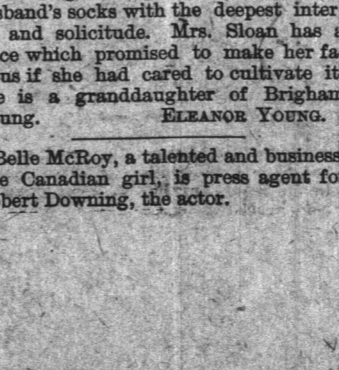 sband's socks with the deepest inter
and solicitude. Mrs. Sloan has a
ce which promised to make her fa
us if she had cared to cultivate it
e is a granddaughter of Brigham
ung. ELEANOR YOUNG.
Belle McRoy, a talented and business
e Canadian girl, is press agent fo
bert Downing, the actor.